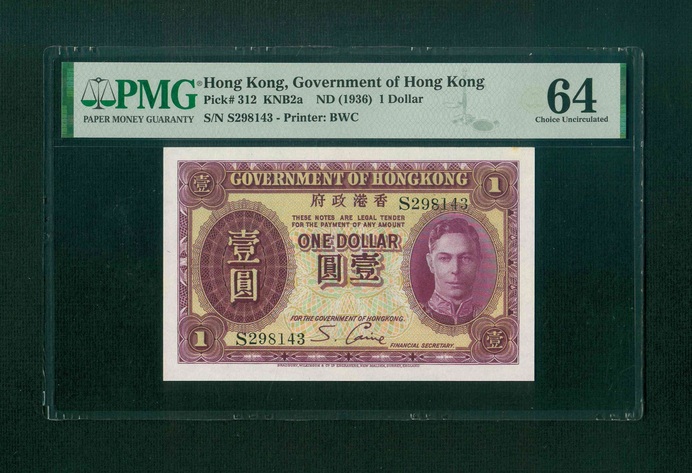 PMG® Hong Kong, Government of Hong Kong
Pick# 312 KNB2a ND (1936) 1 Dollar
PAPER MONEY GUARANTY S/N S298143 - Printer: BWC
64
Choice Uncirculated
壹 GOVERNMENT OF HONGKONG 1
府政港香
S298143
THESE NOTES ARE LEGAL TENDER
FOR THE PAYMENT OF ANY AMOUNT
ONE DOLLAR
圓壹
壹圓
FOR THE GOVERNMENT OF HONGKONG.
1 S298143 S. Caine 壹
FINANCIAL SECRETARY.